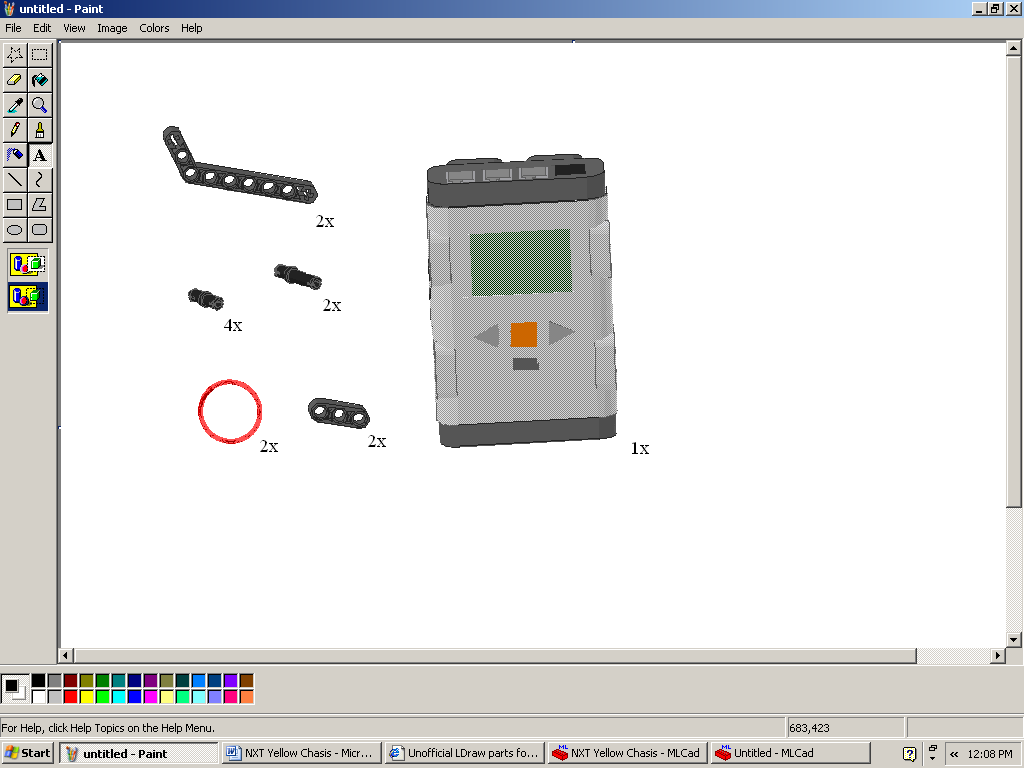 untitled - Paint
File Edit View Image Colors Help
A
2x
2x
4x
2x
2x
1x
For Help, click Help Topics on the Help Menu.
683,423
Start
untitled - Paint
NXT Yellow Chasis - Micr...
Unofficial LDraw parts fo...
ML
NXT Yellow Chasis - MLCad
ML
Untitled - MLCad
?
«
12:08 PM